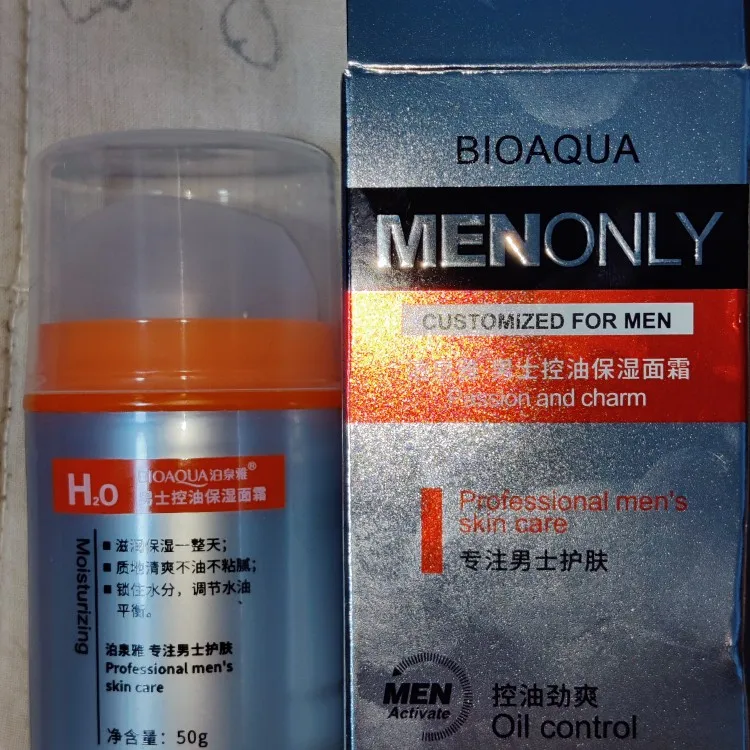 BIOAQUA
MENONLY
CUSTOMIZED FOR MEN
泊泉雅 男士控油保湿面霜
Passion and charm
Professional men's
skin care
专注男士护肤
MEN
Activate
控油劲爽
Oil control
H₂O
BIOAQUA泊泉雅®
男士控油保湿面霜
Moisturizing
■ 滋润保湿一整天；
■ 质地清爽不油不粘腻；
■ 锁住水分，调节水油
平衡。
泊泉雅 专注男士护肤
Professional men's
skin care
净含量：50g